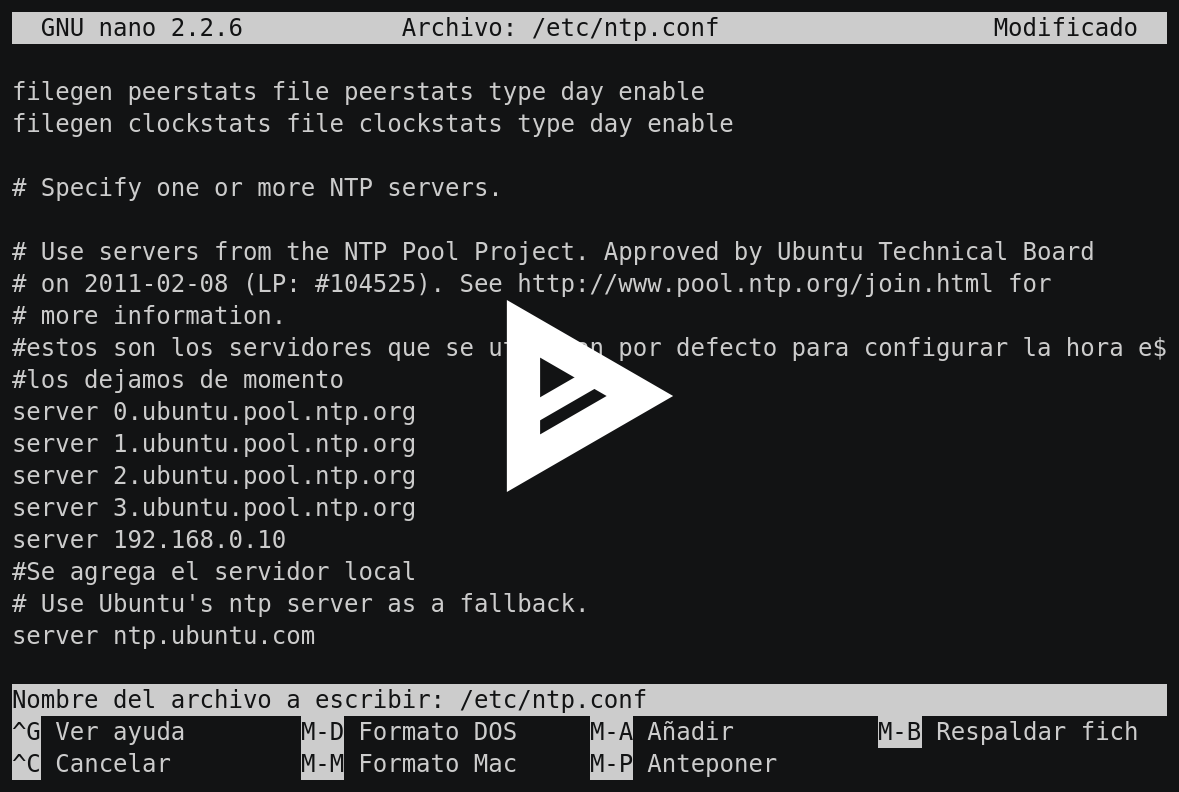 GNU nano 2.2.6 Archivo: /etc/ntp.conf Modificado
filegen peerstats file peerstats type day enable
filegen clockstats file clockstats type day enable
# Specify one or more NTP servers.
# Use servers from the NTP Pool Project. Approved by Ubuntu Technical Board
# on 2011-02-08 (LP: #104525). See http://www.pool.ntp.org/join.html for
# more information.
#estos son los servidores que se por defecto para configurar la hora e$
#los dejamos de momento
server 0.ubuntu.pool.ntp.org
server 1.ubuntu.pool.ntp.org
server 2.ubuntu.pool.ntp.org
server 3.ubuntu.pool.ntp.org
server 192.168.0.10
#Se agrega el servidor local
# Use Ubuntu's ntp server as a fallback.
server ntp.ubuntu.com
Nombre del archivo a escribir: /etc/ntp.conf
^G Ver ayuda M-D Formato DOS M-A Añadir M-B Respaldar fich
^C Cancelar M-M Formato Mac M-P Anteponer